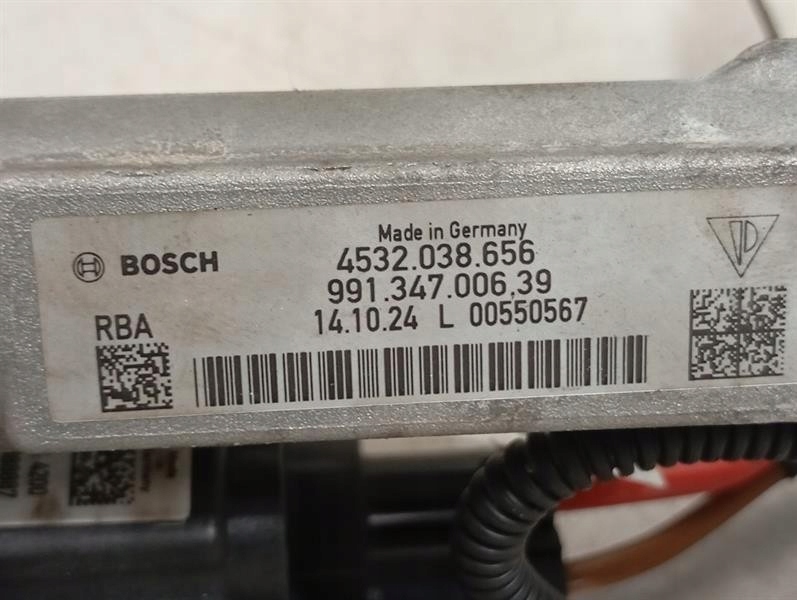 Made in Germany
BOSCH
4532.038.656
991.347.006.39
RBA
14.10.24 L 00550567